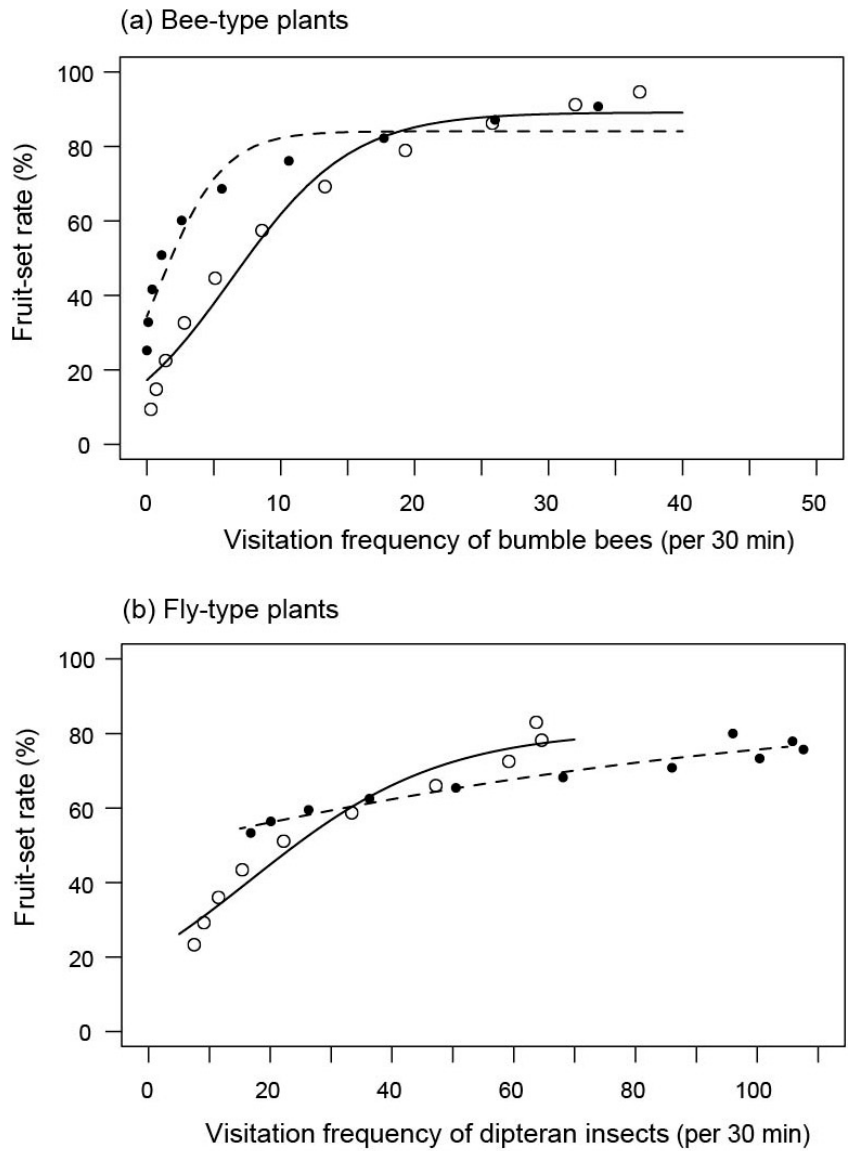 (a) Bee-type plants
100
80
60
40
20
0
Fruit-set rate (%)
0 10 20 30 40 50
Visitation frequency of bumble bees (per 30 min)
(b) Fly-type plants
100
80
60
40
20
0
Fruit-set rate (%)
0 20 40 60 80 100
Visitation frequency of dipteran insects (per 30 min)